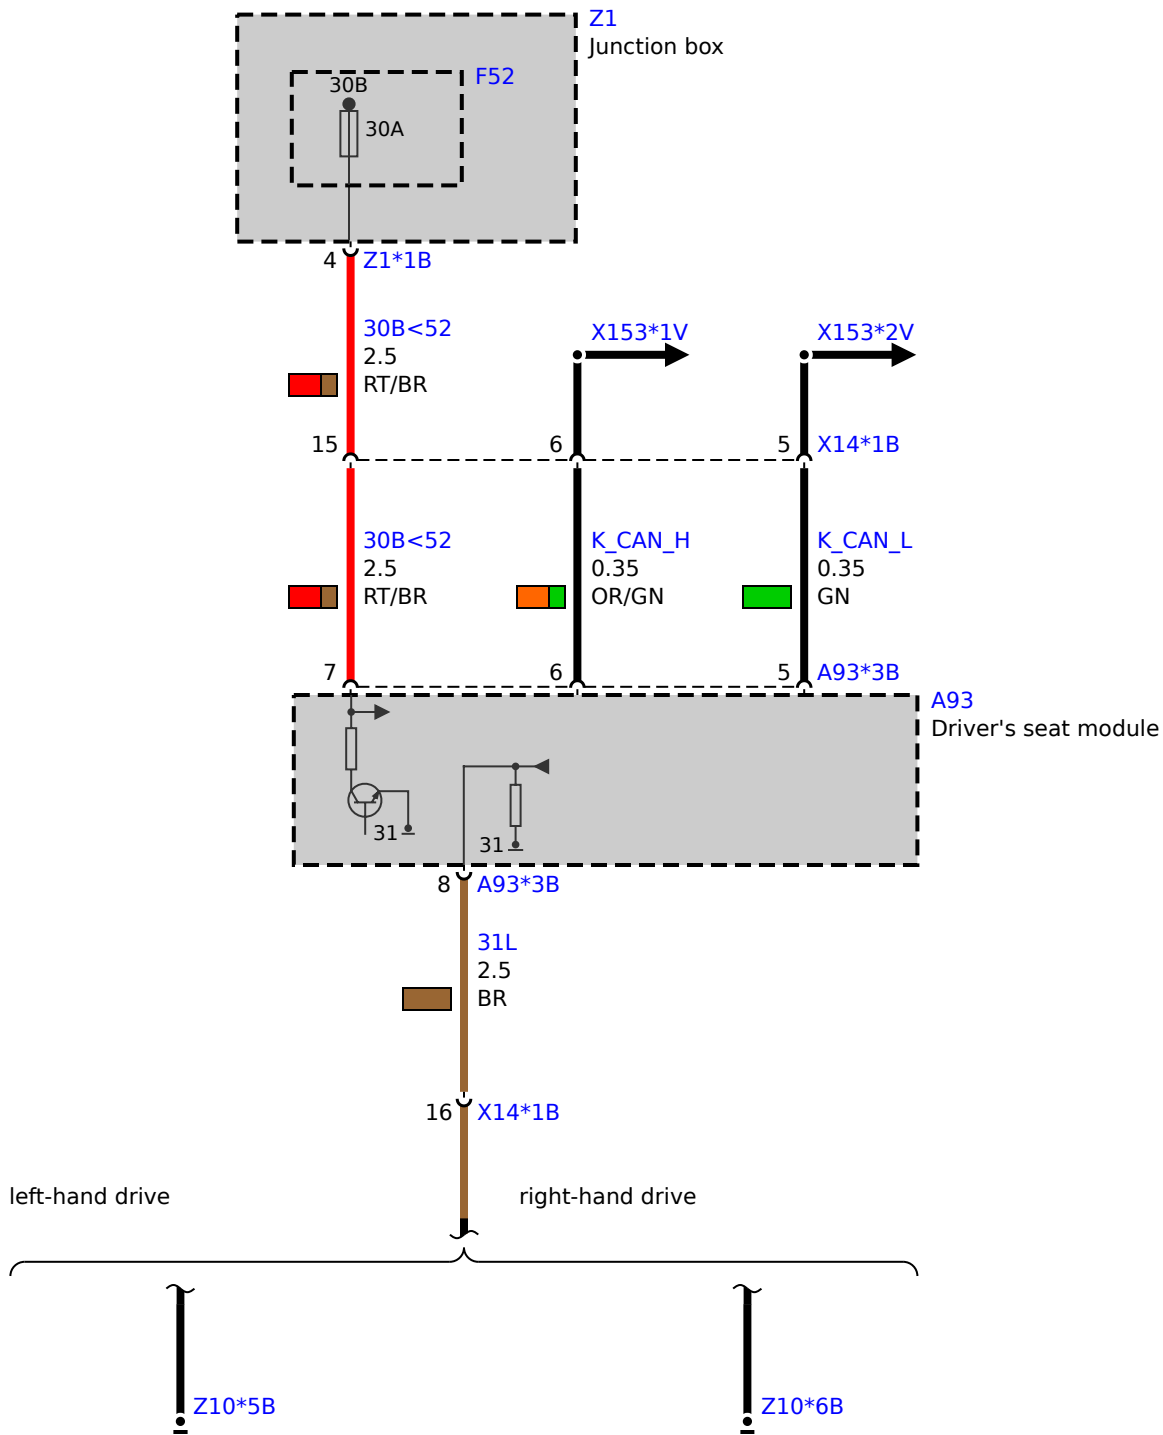 Z1
Junction box
F52
30B
30A
4 Z1*1B
30B<52
2.5
RT/BR
X153*1V
X153*2V
15
6
5 X14*1B
30B<52
2.5
RT/BR
K_CAN_H
0.35
OR/GN
K_CAN_L
0.35
GN
7
6
5 A93*3B
A93
Driver's seat module
31
31
8 A93*3B
31L
2.5
BR
16 X14*1B
left-hand drive
right-hand drive
Z10*5B
Z10*6B